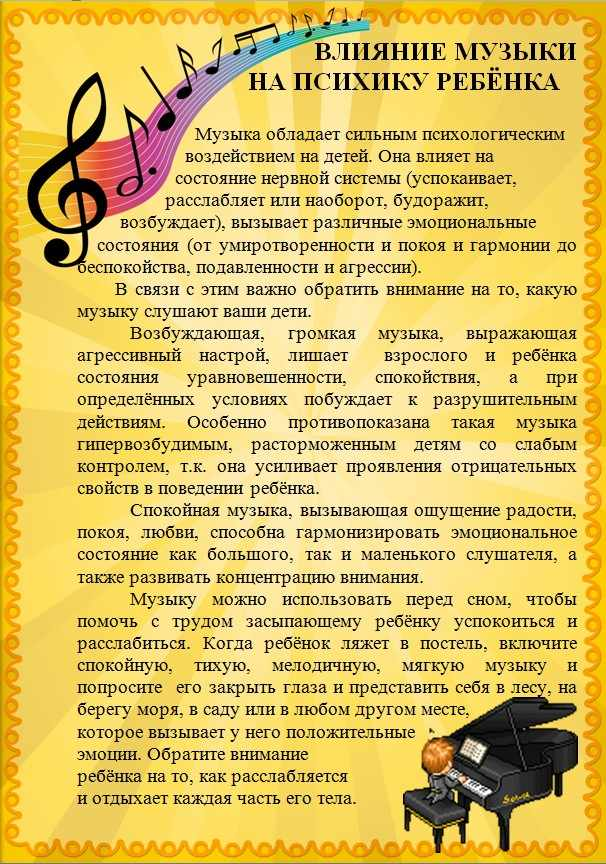 ВЛИЯНИЕ МУЗЫКИ
НА ПСИХИКУ РЕБЁНКА
Музыка обладает сильным психологическим
воздействием на детей. Она влияет на
состояние нервной системы (успокаивает,
расслабляет или наоборот, будоражит,
возбуждает), вызывает различные эмоциональные
состояния (от умиротворенности и покоя и гармонии до
беспокойства, подавленности и агрессии).
В связи с этим важно обратить внимание на то, какую
музыку слушают ваши дети.
Возбуждающая, громкая музыка, выражающая
агрессивный настрой, лишает взрослого и ребёнка
состояния уравновешенности, спокойствия, а при
определённых условиях побуждает к разрушительным
действиям. Особенно противопоказана такая музыка
гипервозбудимым, расторможенным детям со слабым
контролем, т.к. она усиливает проявления отрицательных
свойств в поведении ребёнка.
Спокойная музыка, вызывающая ощущение радости,
покоя, любви, способна гармонизировать эмоциональное
состояние как большого, так и маленького слушателя, а
также развивать концентрацию внимания.
Музыку можно использовать перед сном, чтобы
помочь с трудом засыпающему ребёнку успокоиться и
расслабиться. Когда ребёнок ляжет в постель, включите
спокойную, тихую, мелодичную, мягкую музыку и
попросите его закрыть глаза и представить себя в лесу, на
берегу моря, в саду или в любом другом месте,
которое вызывает у него положительные
эмоции. Обратите внимание
ребёнка на то, как расслабляется
и отдыхает каждая часть его тела.